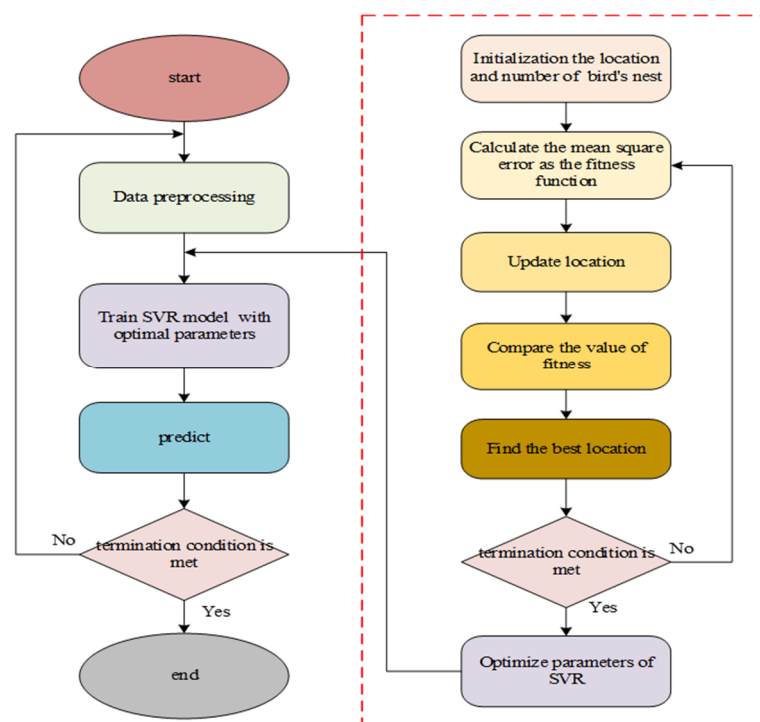 start
Data preprocessing
Train SVR model with
optimal parameters
predict
No
termination condition is
met
Yes
end
Initialization the location
and number of bird's nest
Calculate the mean square
error as the fitness
function
Update location
Compare the value of
fitness
Find the best location
termination condition is
met
No
Yes
Optimize parameters of
SVR